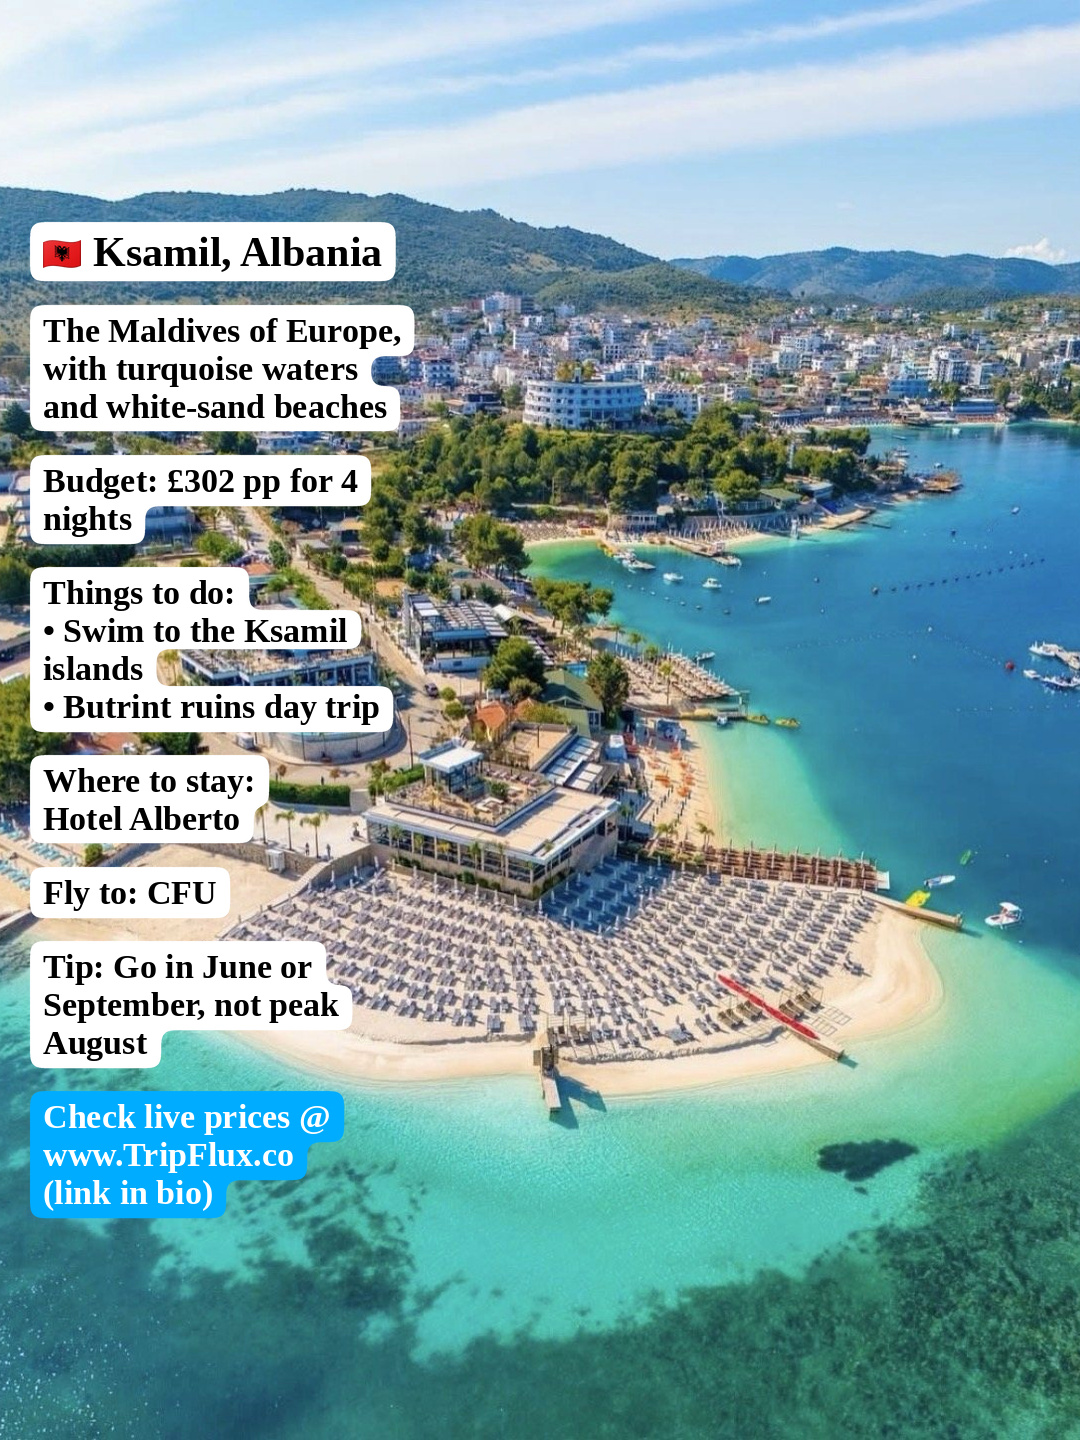 🇦🇱 Ksamil, Albania
The Maldives of Europe,
with turquoise waters
and white-sand beaches
Budget: £302 pp for 4
nights
Things to do:
• Swim to the Ksamil
islands
• Butrint ruins day trip
Where to stay:
Hotel Alberto
Fly to: CFU
Tip: Go in June or
September, not peak
August
Check live prices @
www.TripFlux.co
(link in bio)